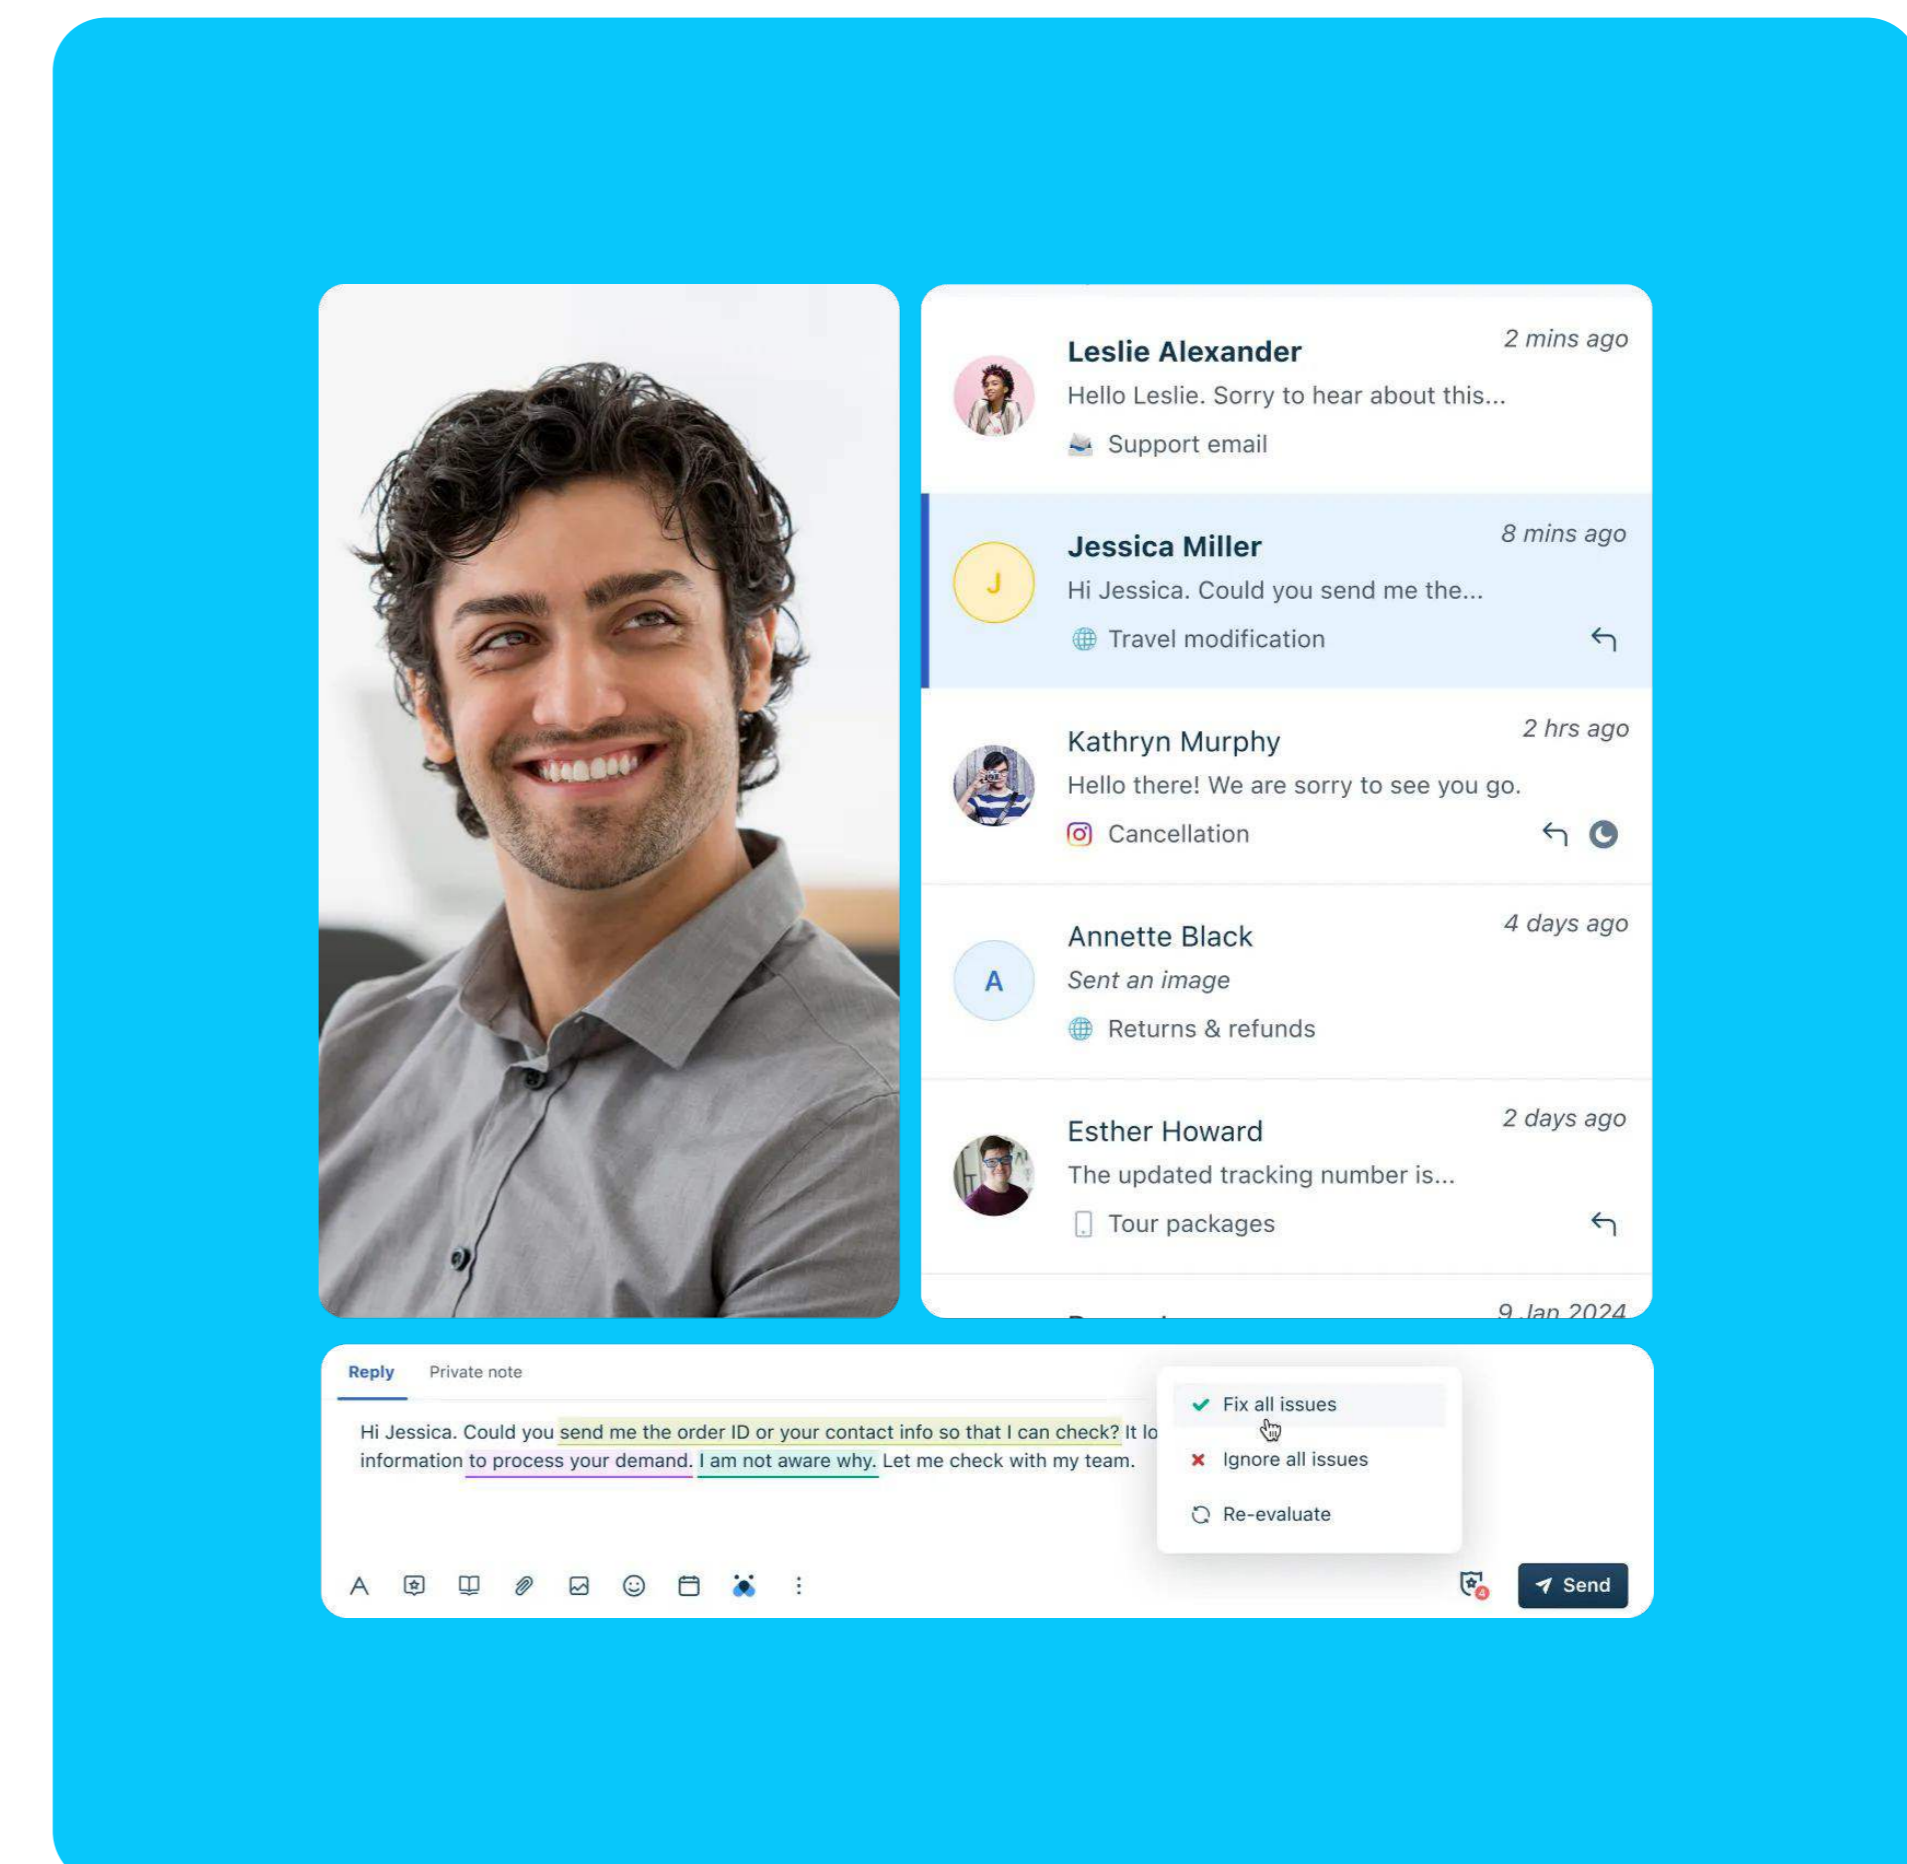 Leslie Alexander
2 mins ago
Hello Leslie. Sorry to hear about this...
Support email
J
Jessica Miller
8 mins ago
Hi Jessica. Could you send me the...
Travel modification
Kathryn Murphy
2 hrs ago
Hello there! We are sorry to see you go.
Cancellation
A
Annette Black
4 days ago
Sent an image
Returns & refunds
Esther Howard
2 days ago
The updated tracking number is...
Tour packages
9 Jan 2024
Reply
Private note
Hi Jessica. Could you send me the order ID or your contact info so that I can check? It lo
information to process your demand. I am not aware why. Let me check with my team.
Fix all issues
Ignore all issues
Re-evaluate
A
4
Send